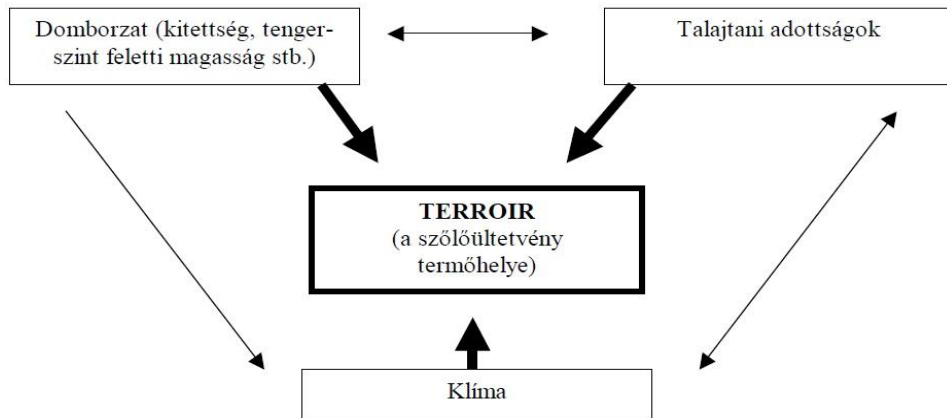 Domborzat (kitettség, tenger-
szint feletti magasság stb.)
Talajtani adottságok
TERROIR
(a szőlőültetvény
termőhelye)
Klíma